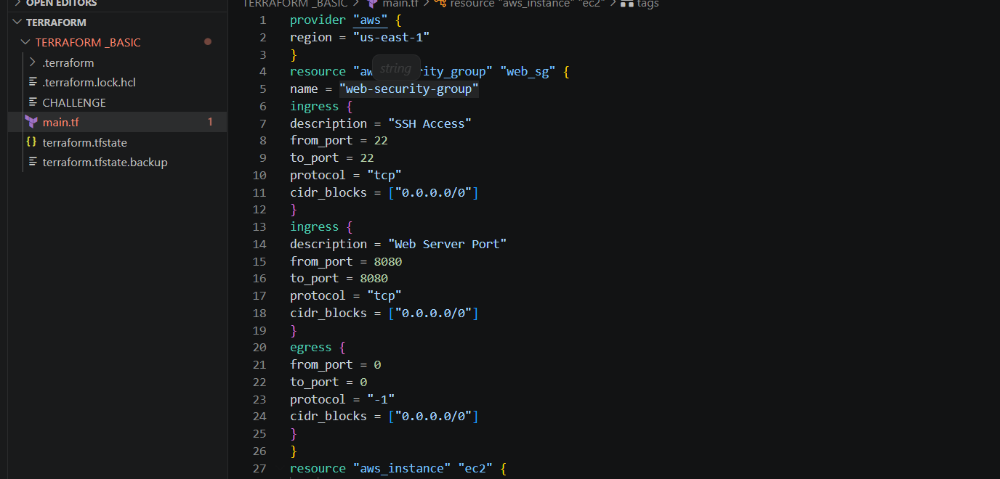 OPEN EDITORS
TERRAFORM
TERRAFORM _BASIC
.terraform
.terraform.lock.hcl
CHALLENGE
main.tf 1
terraform.tfstate
terraform.tfstate.backup
TERRAFORM _BASIC > main.tf > resource "aws_instance" "ec2" > tags
1 provider "aws" {
2 region = "us-east-1"
3 }
string
4 resource "aw ity_group" "web_sg" {
5 name = "web-security-group"
6 ingress {
7 description = "SSH Access"
8 from_port = 22
9 to_port = 22
10 protocol = "tcp"
11 cidr_blocks = ["0.0.0.0/0"]
12 }
13 ingress {
14 description = "Web Server Port"
15 from_port = 8080
16 to_port = 8080
17 protocol = "tcp"
18 cidr_blocks = ["0.0.0.0/0"]
19 }
20 egress {
21 from_port = 0
22 to_port = 0
23 protocol = "-1"
24 cidr_blocks = ["0.0.0.0/0"]
25 }
26 }
27 resource "aws_instance" "ec2" {